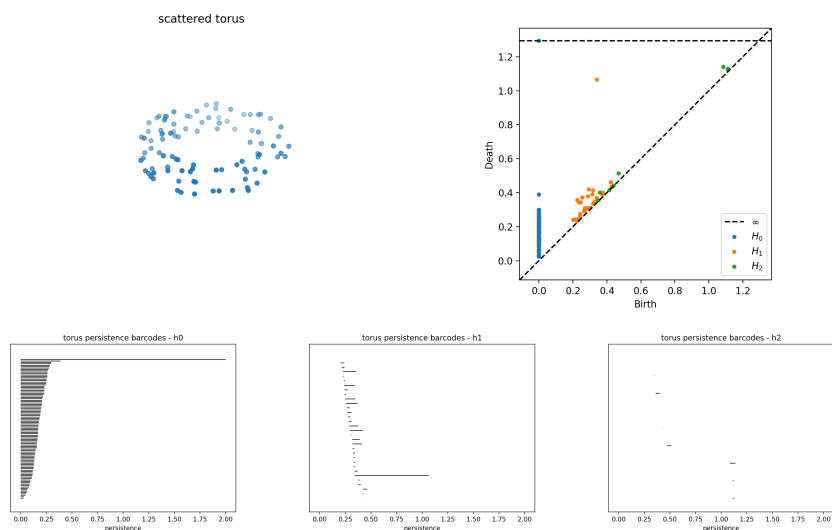 scattered torus
Death
1.2
1.0
0.8
0.6
0.4
0.2
0.0
∞
H₀
H₁
H₂
0.0 0.2 0.4 0.6 0.8 1.0 1.2
Birth
torus persistence barcodes - h0
0.00 0.25 0.50 0.75 1.00 1.25 1.50 1.75 2.00
persistence
torus persistence barcodes - h1
0.00 0.25 0.50 0.75 1.00 1.25 1.50 1.75 2.00
persistence
torus persistence barcodes - h2
0.00 0.25 0.50 0.75 1.00 1.25 1.50 1.75 2.00
persistence